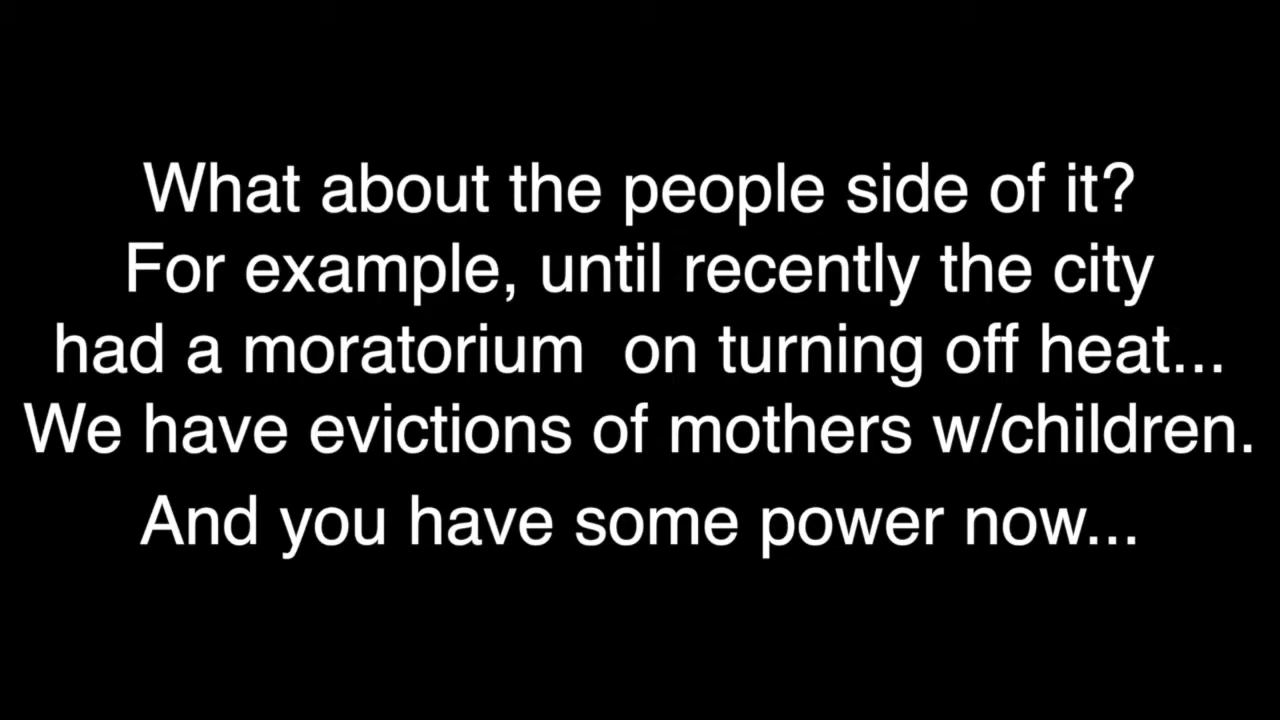 What about the people side of it?
For example, until recently the city
had a moratorium  on turning off heat...
We have evictions of mothers w/children.
And you have some power now...